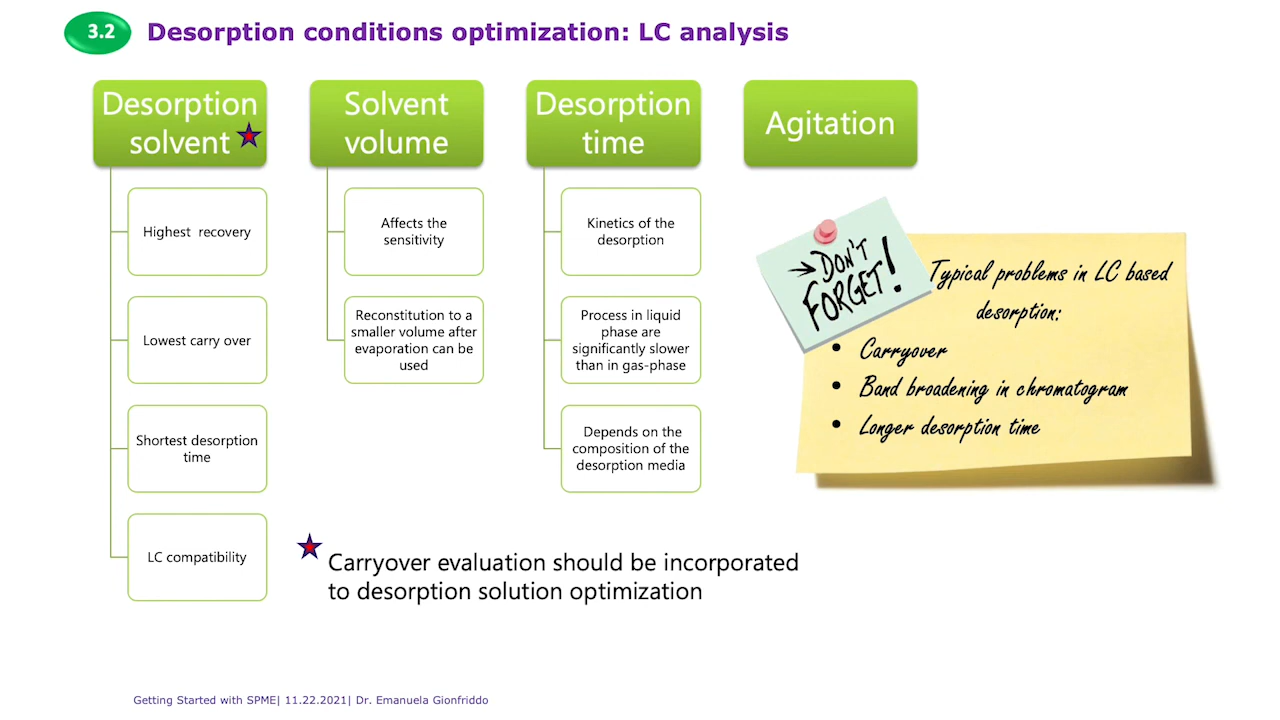 3.2
Desorption conditions optimization: LC analysis
Desorption
solvent
Highest recovery
Lowest carry over
Shortest desorption
time
LC compatibility
Solvent
volume
Affects the
sensitivity
Reconstitution to a
smaller volume after
evaporation can be
used
Desorption
time
Kinetics of the
desorption
Process in liquid
phase are
significantly slower
than in gas-phase
Depends on the
composition of the
desorption media
Agitation
DON'T
FORGET!
Typical problems in LC based
desorption:
• Carryover
• Band broadening in chromatogram
• Longer desorption time
Carryover evaluation should be incorporated
to desorption solution optimization
Getting Started with SPME| 11.22.2021| Dr. Emanuela Gionfriddo